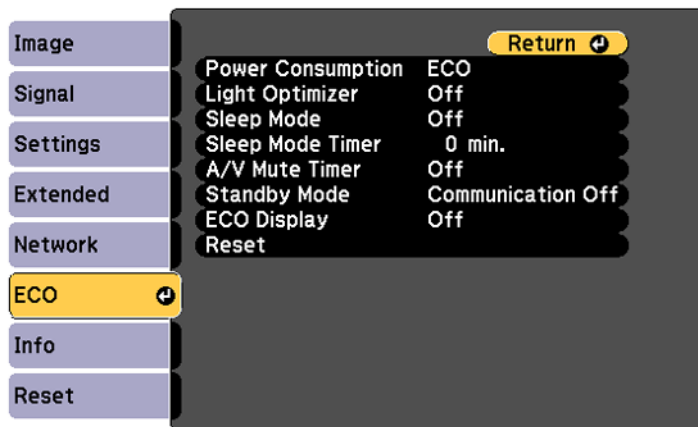 Image
Signal
Settings
Extended
Network
ECO
Info
Reset
Return
Power Consumption ECO
Light Optimizer Off
Sleep Mode Off
Sleep Mode Timer 0 min.
A/V Mute Timer Off
Standby Mode Communication Off
ECO Display Off
Reset